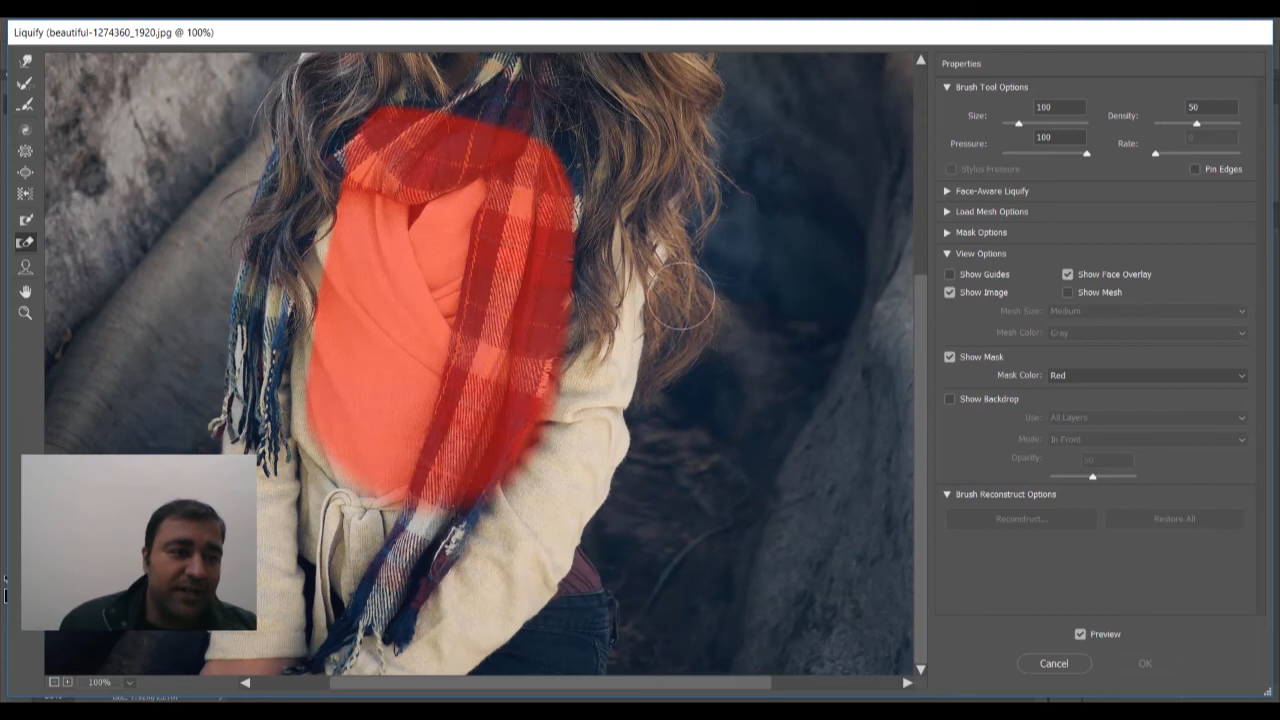 Liquify (beautiful-1274360_1920.jpg @ 100%)
Properties
Brush Tool Options
Size: 100 Density: 50
Pressure: 100 Rate: 0
Stylus Pressure Pin Edges
Face-Aware Liquify
Load Mesh Options
Mask Options
View Options
Show Guides Show Face Overlay
Show Image Show Mesh
Mesh Size: Medium
Mesh Color: Gray
Show Mask
Mask Color: Red
Show Backdrop
Use: All Layers
Mode: In Front
Opacity: 50
Brush Reconstruct Options
Reconstruct... Restore All
Preview
Cancel OK
100%